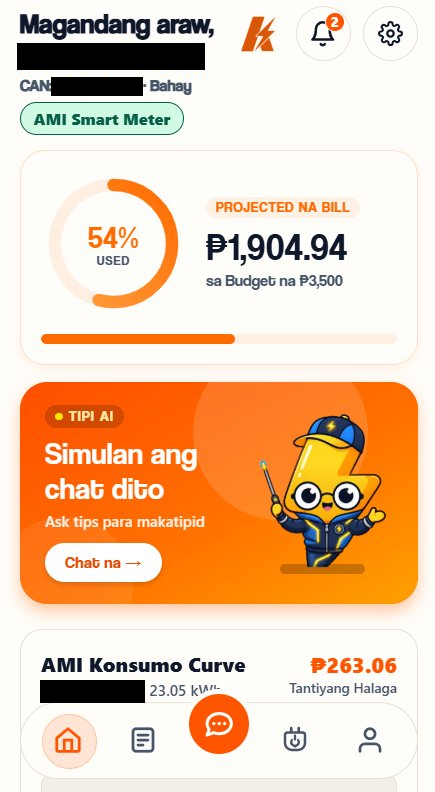 Magandang araw,
2
CAN: - Bahay
AMI Smart Meter
54%
USED
PROJECTED NA BILL
₱1,904.94
sa Budget na ₱3,500
TIPI AI
Simulan ang
chat dito
Ask tips para makatipid
Chat na →
AMI Konsumo Curve
₱263.06
23.05 kWh
Tantiyang Halaga